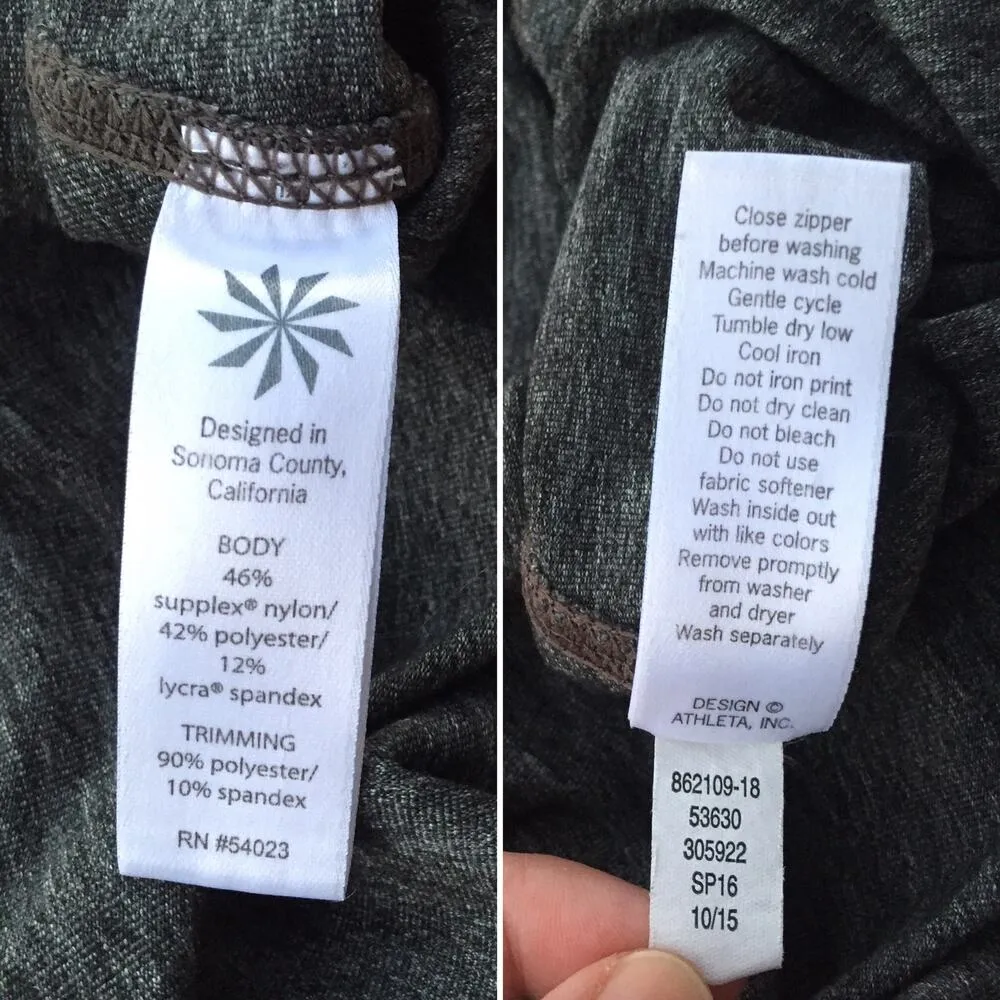 Designed in
Sonoma County,
California
BODY
46%
supplex® nylon/
42% polyester/
12%
lycra® spandex
TRIMMING
90% polyester/
10% spandex
RN #54023
Close zipper
before washing
Machine wash cold
Gentle cycle
Tumble dry low
Cool iron
Do not iron print
Do not dry clean
Do not bleach
Do not use
fabric softener
Wash inside out
with like colors
Remove promptly
from washer
and dryer
Wash separately
DESIGN ©
ATHLETA, INC.
862109-18
53630
305922
SP16
10/15